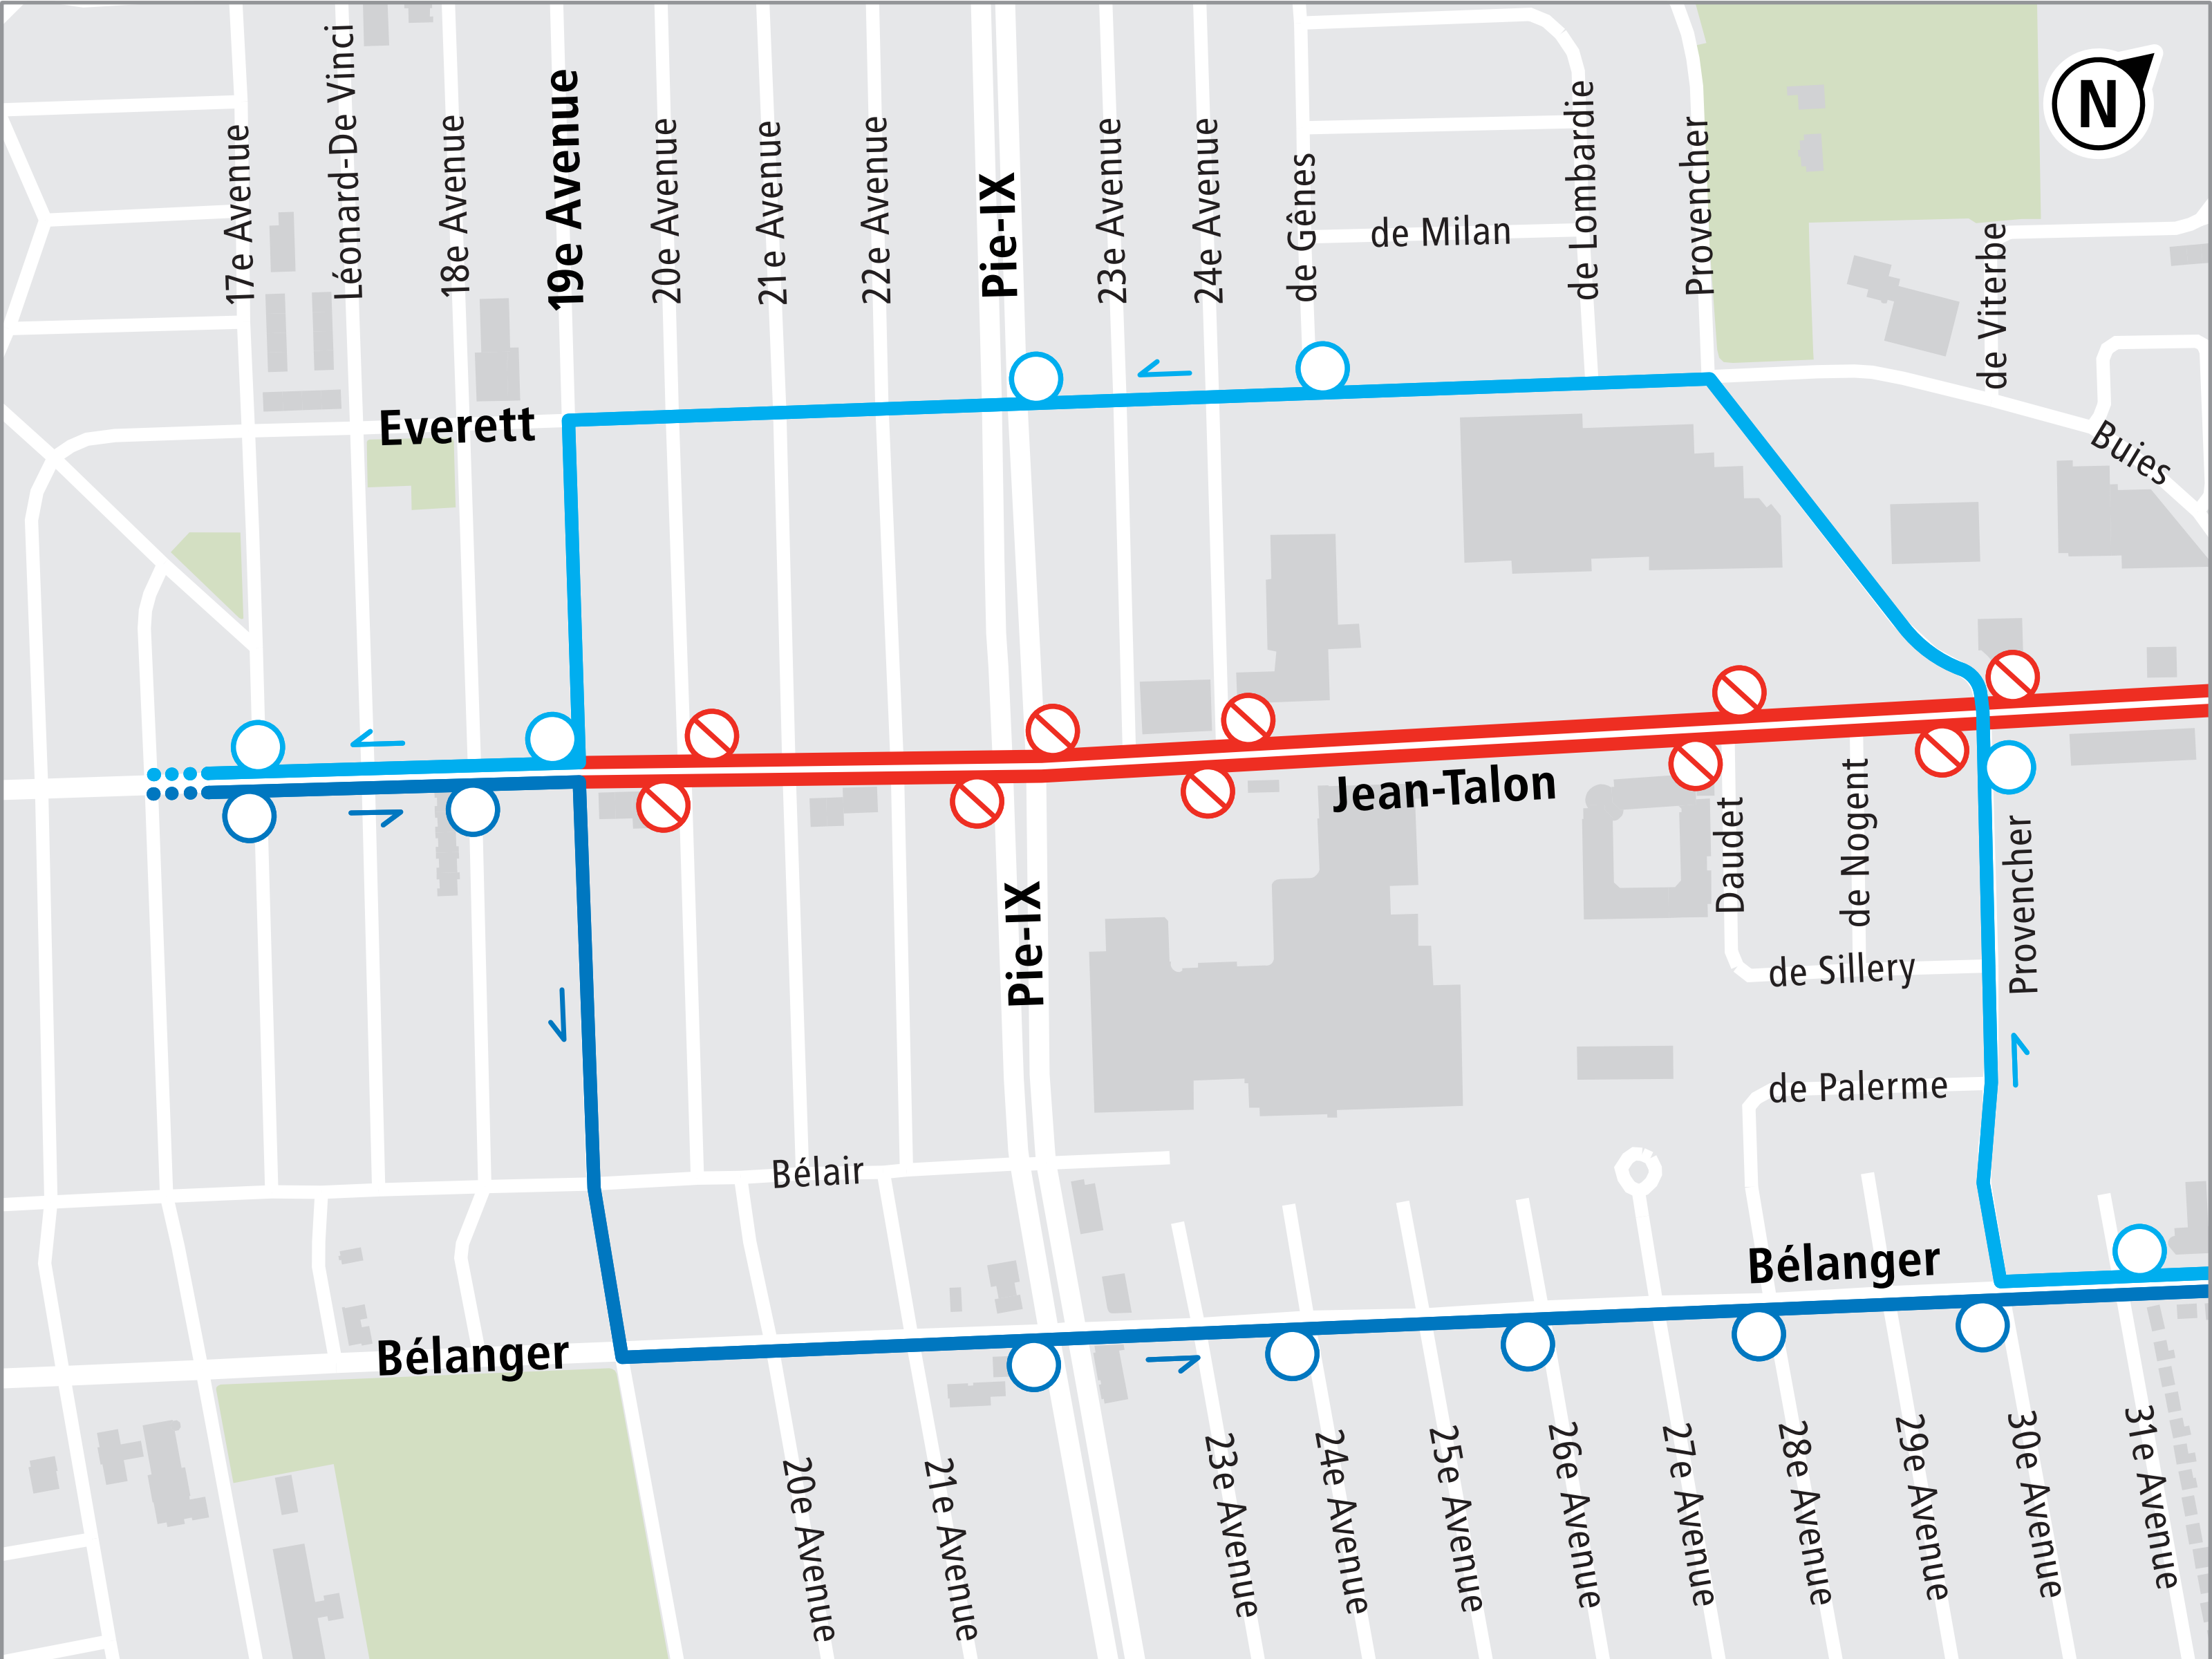 17e Avenue
Léonard-De Vinci
18e Avenue
19e Avenue
20e Avenue
21e Avenue
22e Avenue
Pie-IX
23e Avenue
24e Avenue
de Gênes
de Milan
de Lombardie
Provencher
de Viterbe
N
Everett
Buies
Jean-Talon
Daudet
de Nogent
Provencher
Pie-IX
de Sillery
de Palerme
Bélair
Bélanger
Bélanger
20e Avenue
21e Avenue
23e Avenue
24e Avenue
25e Avenue
26e Avenue
27e Avenue
28e Avenue
29e Avenue
30e Avenue
31e Avenue